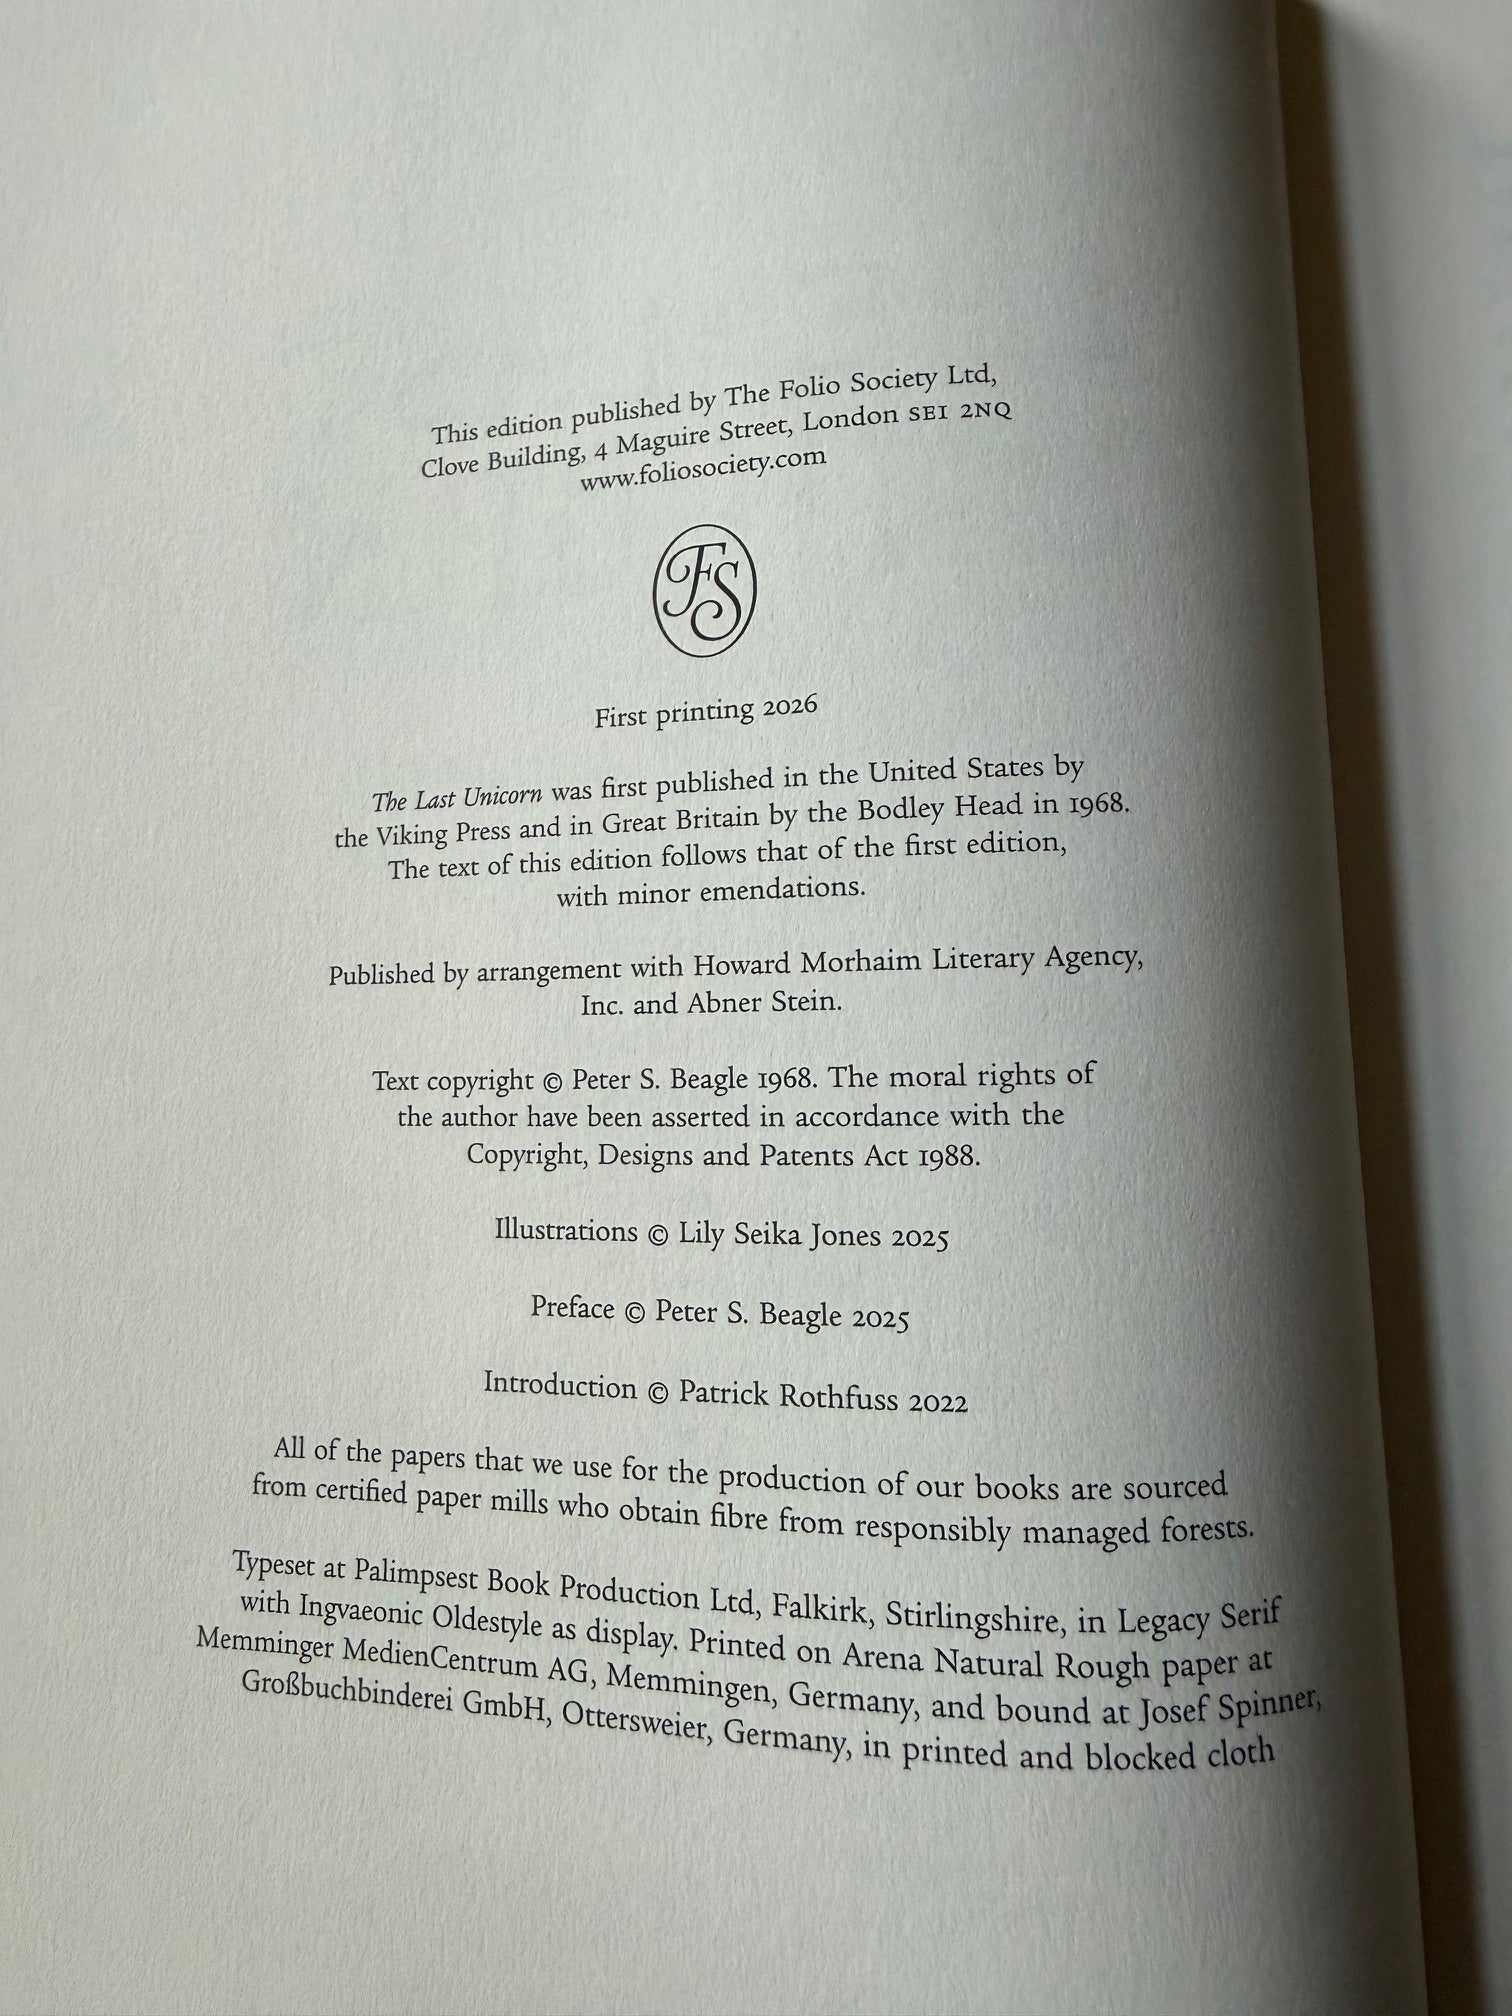 This edition published by The Folio Society Ltd,
Clove Building, 4 Maguire Street, London SE1 2NQ
www.foliosociety.com
FS
First printing 2026
The Last Unicorn was first published in the United States by
the Viking Press and in Great Britain by the Bodley Head in 1968.
The text of this edition follows that of the first edition,
with minor emendations.
Published by arrangement with Howard Morhaim Literary Agency,
Inc. and Abner Stein.
Text copyright © Peter S. Beagle 1968. The moral rights of
the author have been asserted in accordance with the
Copyright, Designs and Patents Act 1988.
Illustrations © Lily Seika Jones 2025
Preface © Peter S. Beagle 2025
Introduction © Patrick Rothfuss 2022
All of the papers that we use for the production of our books are sourced
from certified paper mills who obtain fibre from responsibly managed forests.
Typeset at Palimpsest Book Production Ltd, Falkirk, Stirlingshire, in Legacy Serif
with Ingvaeonic Oldestyle as display. Printed on Arena Natural Rough paper at
Memminger MedienCentrum AG, Memmingen, Germany, and bound at Josef Spinner,
Großbuchbinderei GmbH, Ottersweier, Germany, in printed and blocked cloth